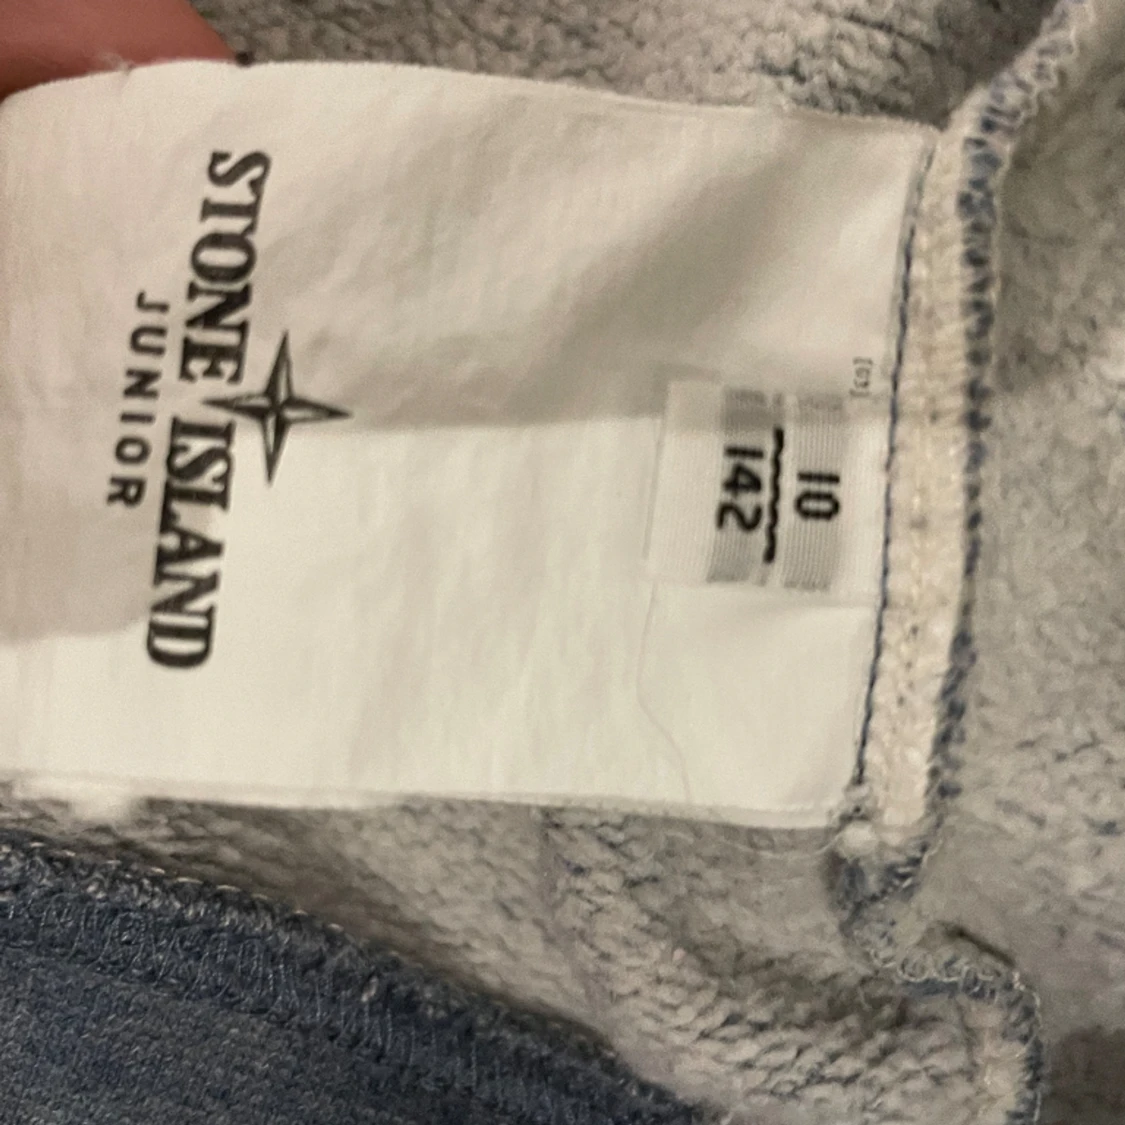 10
142
STONE ISLAND
JUNIOR